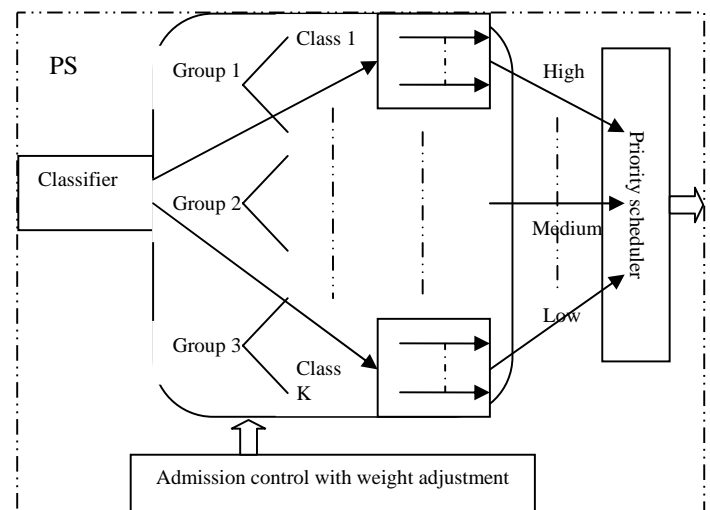 PS
Class 1
Group 1
High
Classifier
Group 2
Medium
Priority scheduler
Low
Group 3
Class
K
Admission control with weight adjustment